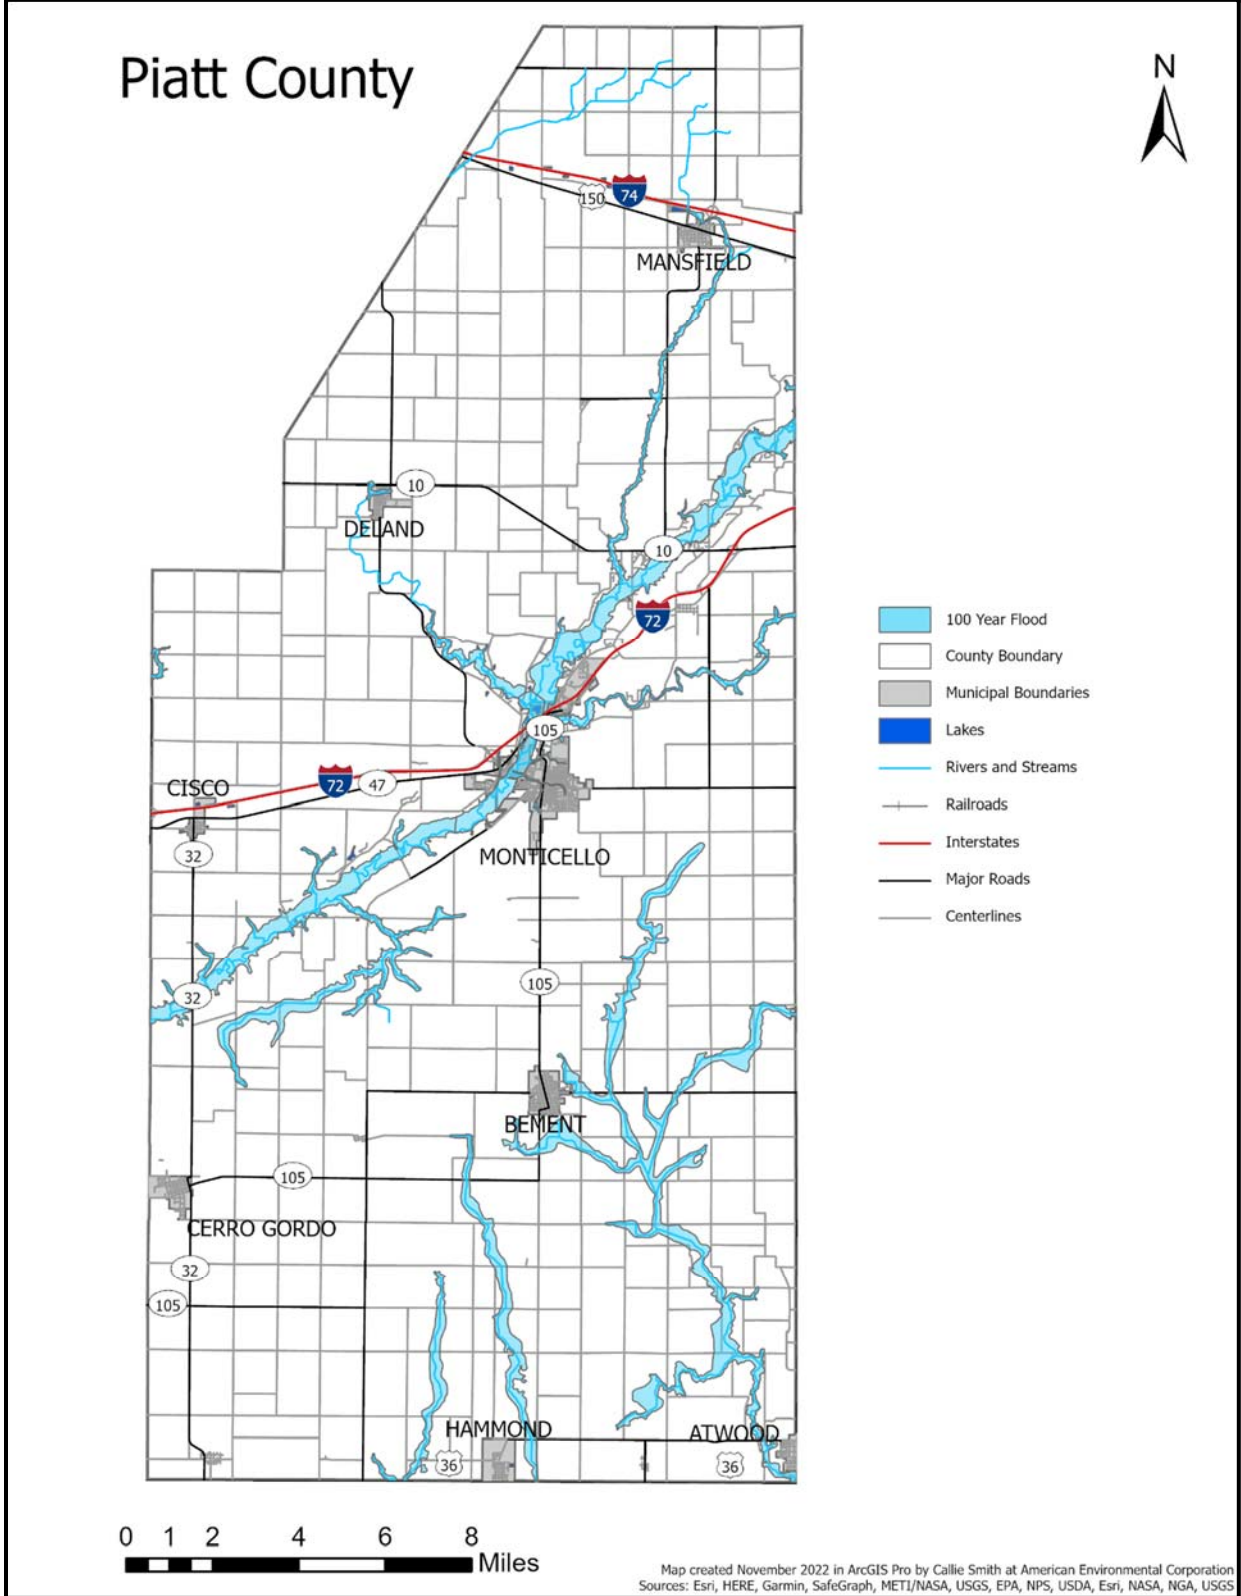 Piatt County
N
150
74
MANSFIELD
10
DELAND
10
72
105
CISCO
72
47
32
MONTICELLO
32
105
BEMENT
105
CERRO GORDO
32
105
HAMMOND
ATWOOD
36
36
100 Year Flood
County Boundary
Municipal Boundaries
Lakes
Rivers and Streams
Railroads
Interstates
Major Roads
Centerlines
0 1 2 4 6 8
Miles
Map created November 2022 in ArcGIS Pro by Callie Smith at American Environmental Corporation
Sources: Esri, HERE, Garmin, SafeGraph, METI/NASA, USGS, EPA, NPS, USDA, Esri, NASA, NGA, USGS